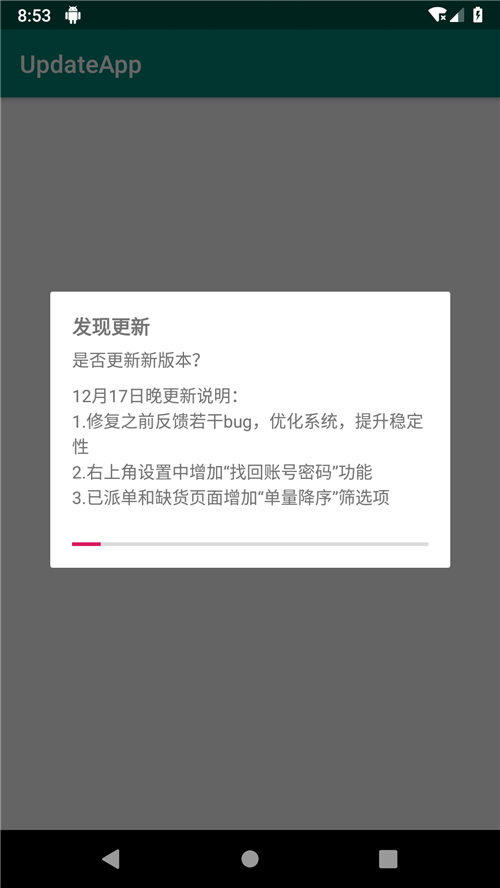 8:53
UpdateApp
发现更新
是否更新新版本？
12月17日晚更新说明：
1.修复之前反馈若干bug，优化系统，提升稳定
性
2.右上角设置中增加“找回账号密码”功能
3.已派单和缺货页面增加“单量降序”筛选项